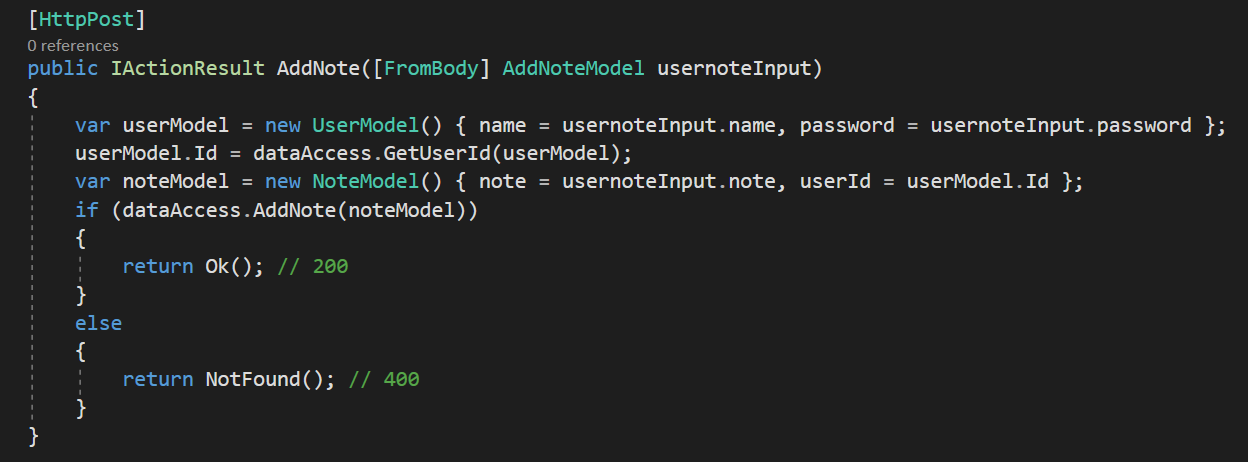 [HttpPost]
0 references
public IActionResult AddNote([FromBody] AddNoteModel usernoteInput)
{
var userModel = new UserModel() { name = usernoteInput.name, password = usernoteInput.password };
userModel.Id = dataAccess.GetUserId(userModel);
var noteModel = new NoteModel() { note = usernoteInput.note, userId = userModel.Id };
if (dataAccess.AddNote(noteModel))
{
return Ok(); // 200
}
else
{
return NotFound(); // 400
}
}